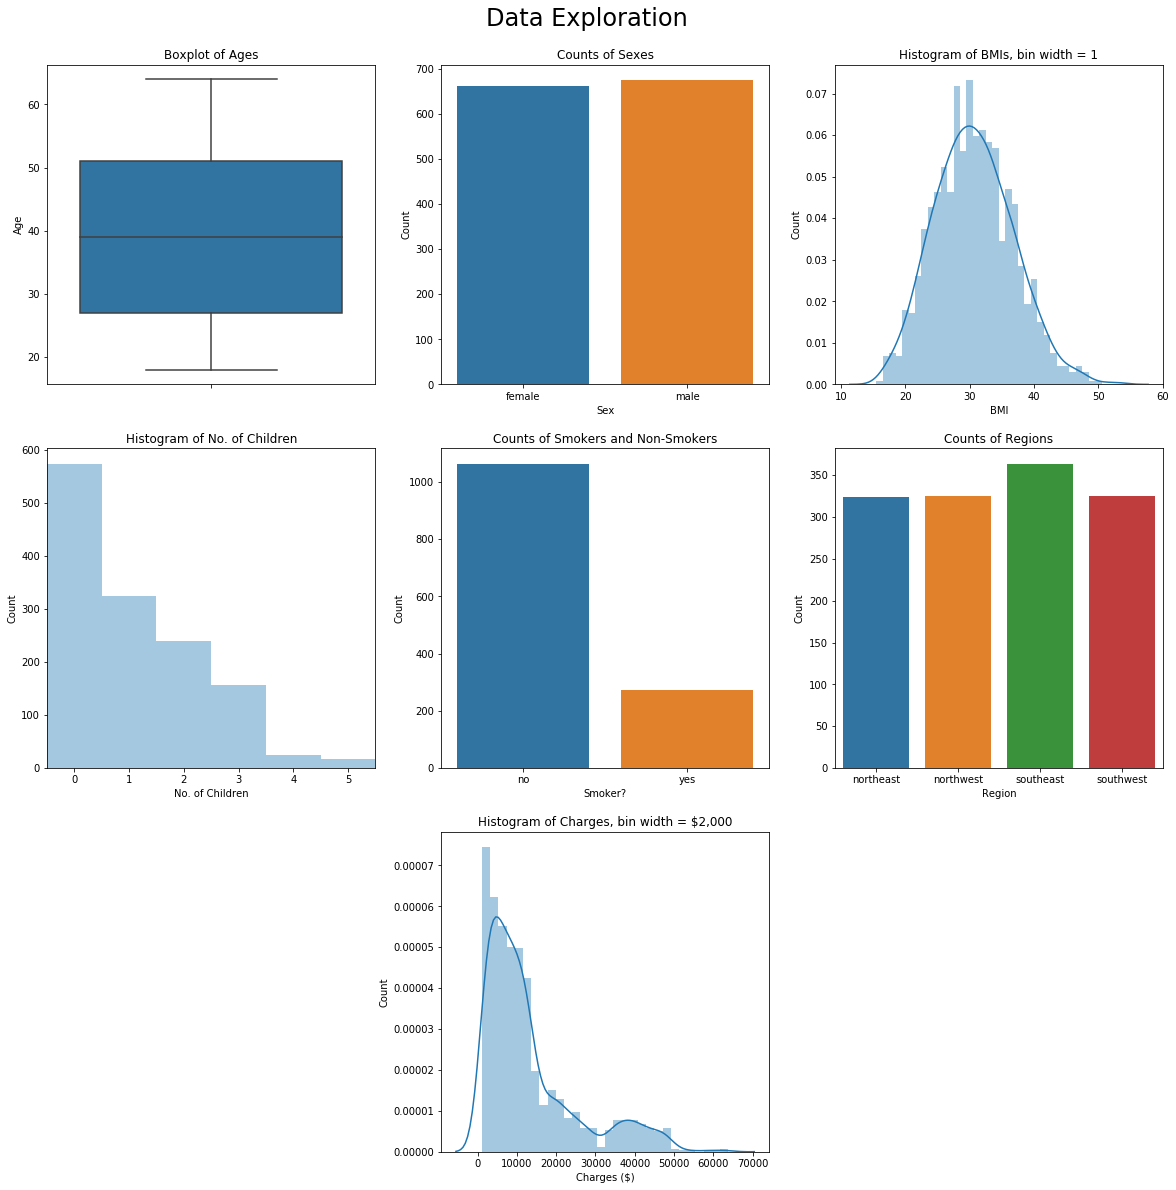 Data Exploration
Boxplot of Ages
Age
60
50
40
30
20
Counts of Sexes
Count
700
600
500
400
300
200
100
0
female male
Sex
Histogram of BMIs, bin width = 1
Count
0.07
0.06
0.05
0.04
0.03
0.02
0.01
0.00
10 20 30 40 50 60
BMI
Histogram of No. of Children
Count
600
500
400
300
200
100
0
0 1 2 3 4 5
No. of Children
Counts of Smokers and Non-Smokers
Count
1000
800
600
400
200
0
no yes
Smoker?
Counts of Regions
Count
350
300
250
200
150
100
50
0
northeast northwest southeast southwest
Region
Histogram of Charges, bin width = $2,000
Count
0.00007
0.00006
0.00005
0.00004
0.00003
0.00002
0.00001
0.00000
0 10000 20000 30000 40000 50000 60000 70000
Charges ($)